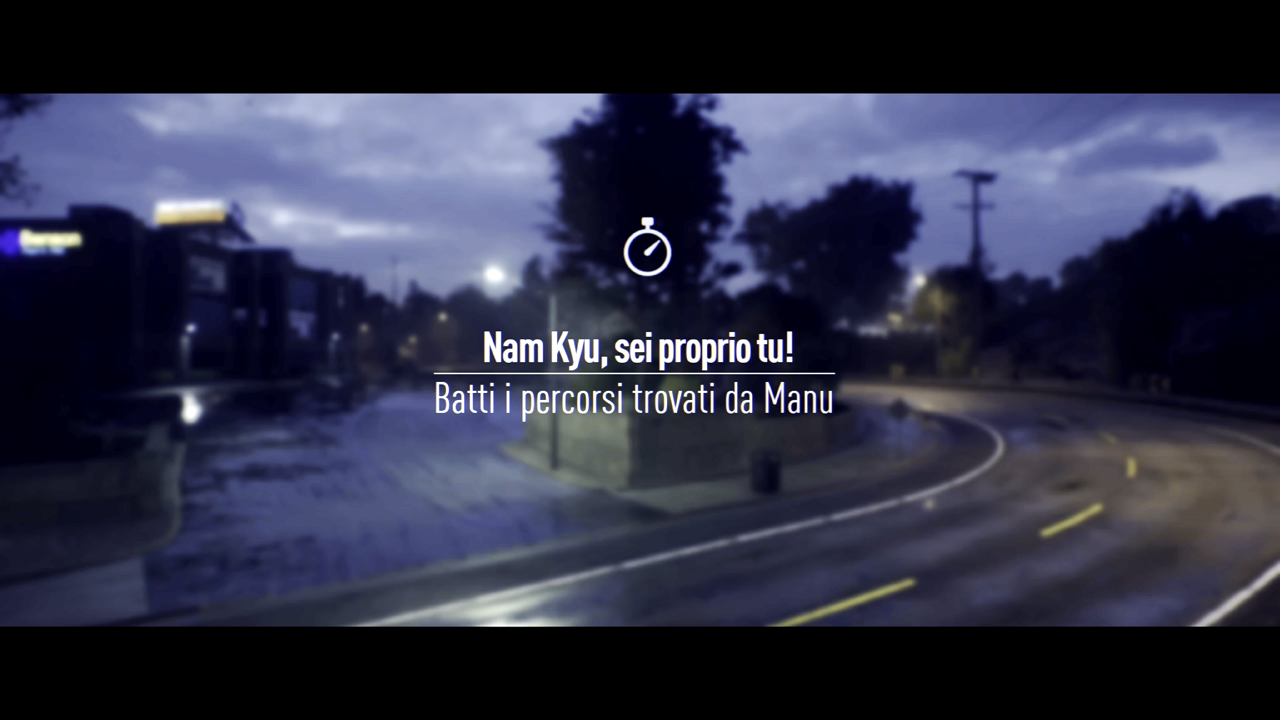 Nam Kyu, sei proprio tu!
Batti i percorsi trovati da Manu